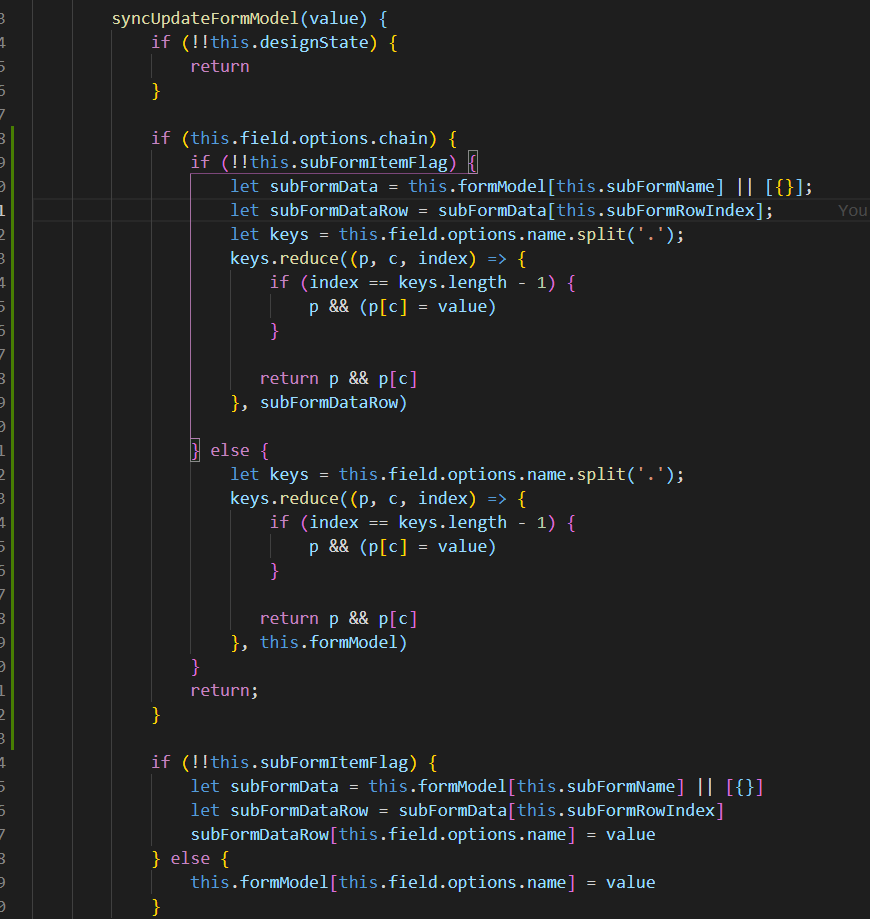 syncUpdateFormModel(value) {
if (!!this.designState) {
return
}
if (this.field.options.chain) {
if (!!this.subFormItemFlag) {
let subFormData = this.formModel[this.subFormName] || [{}];
let subFormDataRow = subFormData[this.subFormRowIndex]; You
let keys = this.field.options.name.split('.');
keys.reduce((p, c, index) => {
if (index == keys.length - 1) {
p && (p[c] = value)
}
return p && p[c]
}, subFormDataRow)
} else {
let keys = this.field.options.name.split('.');
keys.reduce((p, c, index) => {
if (index == keys.length - 1) {
p && (p[c] = value)
}
return p && p[c]
}, this.formModel)
}
return;
}
if (!!this.subFormItemFlag) {
let subFormData = this.formModel[this.subFormName] || [{}]
let subFormDataRow = subFormData[this.subFormRowIndex]
subFormDataRow[this.field.options.name] = value
} else {
this.formModel[this.field.options.name] = value
}